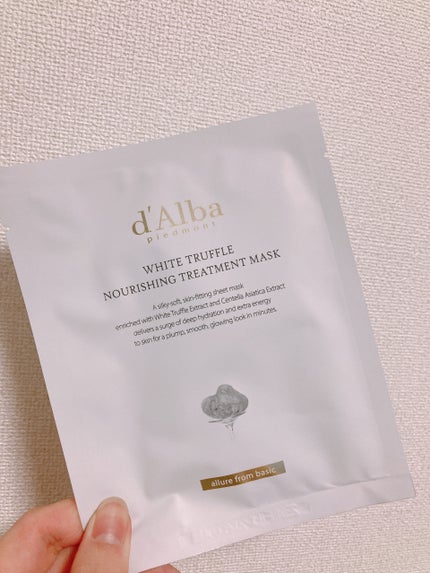 d'Alba
piedmont
WHITE TRUFFLE
NOURISHING TREATMENT MASK
A silky-soft, skin-fitting sheet mask
enriched with White Truffle Extract and Centella Asiatica Extract
delivers a surge of deep hydration and extra energy
to skin for a plump, smooth, glowing look in minutes.
allure from basic